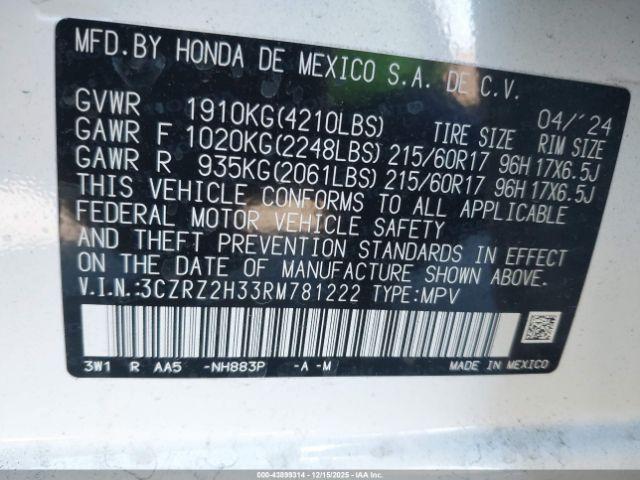 MFD.BY HONDA DE MEXICO S.A. DE C.V.
04/'24
GVWR 1910KG(4210LBS) TIRE SIZE RIM SIZE
GAWR F 1020KG(2248LBS) 215/60R17 96H 17X6.5J
GAWR R 935KG(2061LBS) 215/60R17 96H 17X6.5J
THIS VEHICLE CONFORMS TO ALL APPLICABLE
FEDERAL MOTOR VEHICLE SAFETY
AND THEFT PREVENTION STANDARDS IN EFFECT
ON THE DATE OF MANUFACTURE SHOWN ABOVE.
V.I.N.:3CZRZ2H33RM781222 TYPE:MPV
3W1 R AA5 -NH883P -A -M MADE IN MEXICO
000-43899314 - 12/15/2025 - IAAI.COM